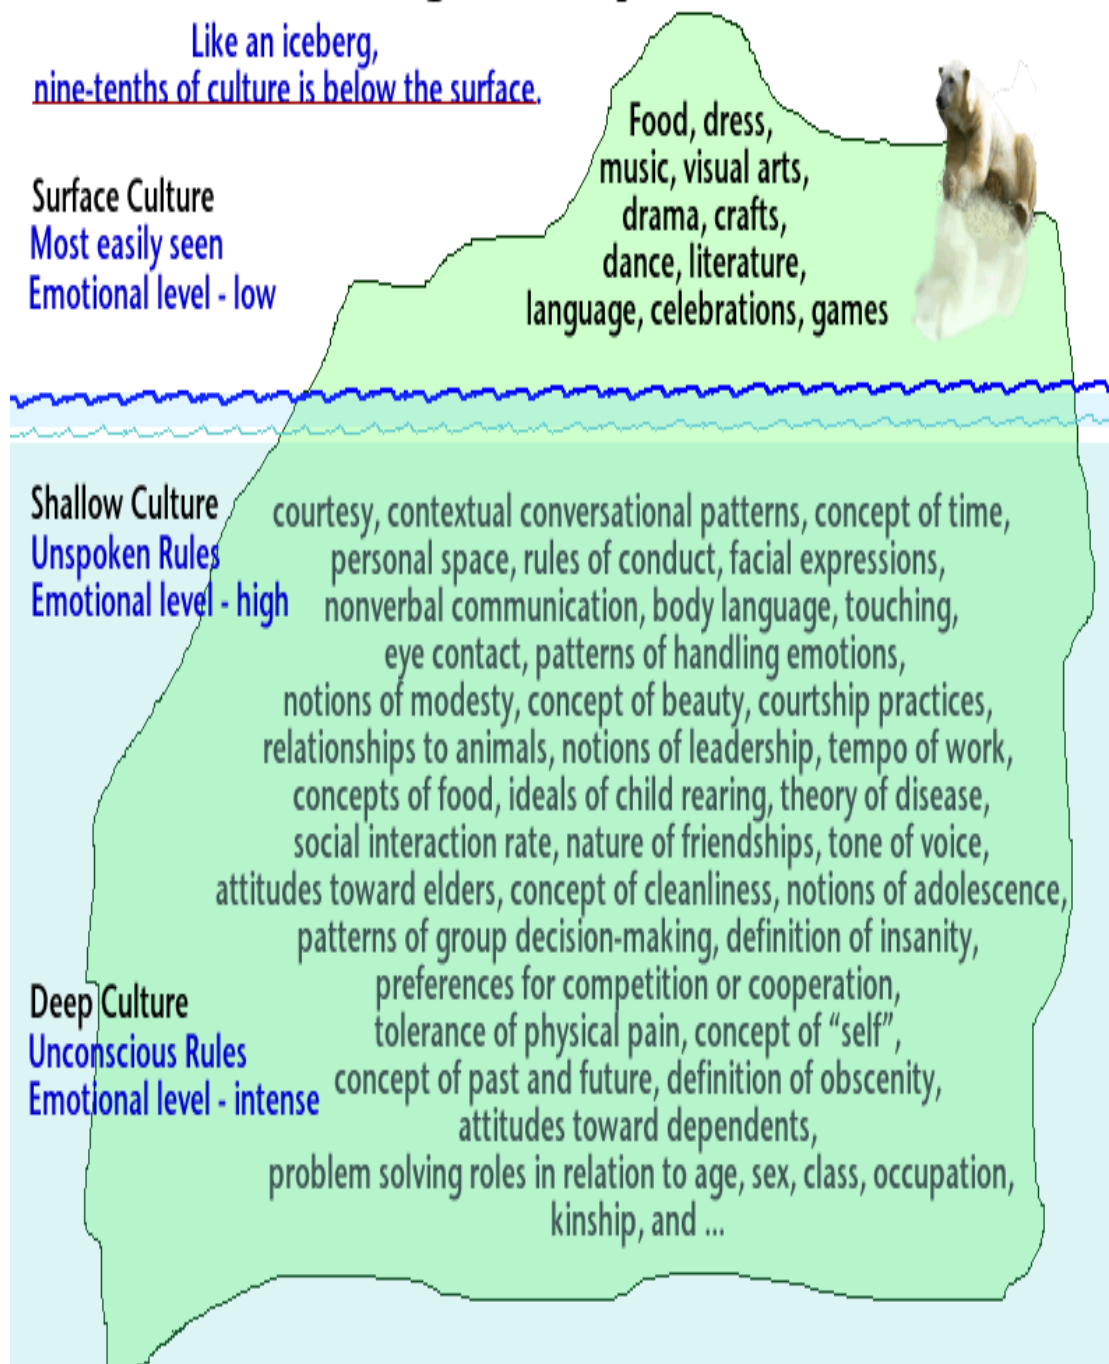 Like an iceberg,
nine-tenths of culture is below the surface.
Surface Culture
Most easily seen
Emotional level - low
Food, dress,
music, visual arts,
drama, crafts,
dance, literature,
language, celebrations, games
Shallow Culture
Unspoken Rules
Emotional level - high
courtesy, contextual conversational patterns, concept of time,
personal space, rules of conduct, facial expressions,
nonverbal communication, body language, touching,
eye contact, patterns of handling emotions,
notions of modesty, concept of beauty, courtship practices,
relationships to animals, notions of leadership, tempo of work,
concepts of food, ideals of child rearing, theory of disease,
social interaction rate, nature of friendships, tone of voice,
attitudes toward elders, concept of cleanliness, notions of adolescence,
patterns of group decision-making, definition of insanity,
Deep Culture
Unconscious Rules
Emotional level - intense
preferences for competition or cooperation,
tolerance of physical pain, concept of “self”,
concept of past and future, definition of obscenity,
attitudes toward dependents,
problem solving roles in relation to age, sex, class, occupation,
kinship, and ...